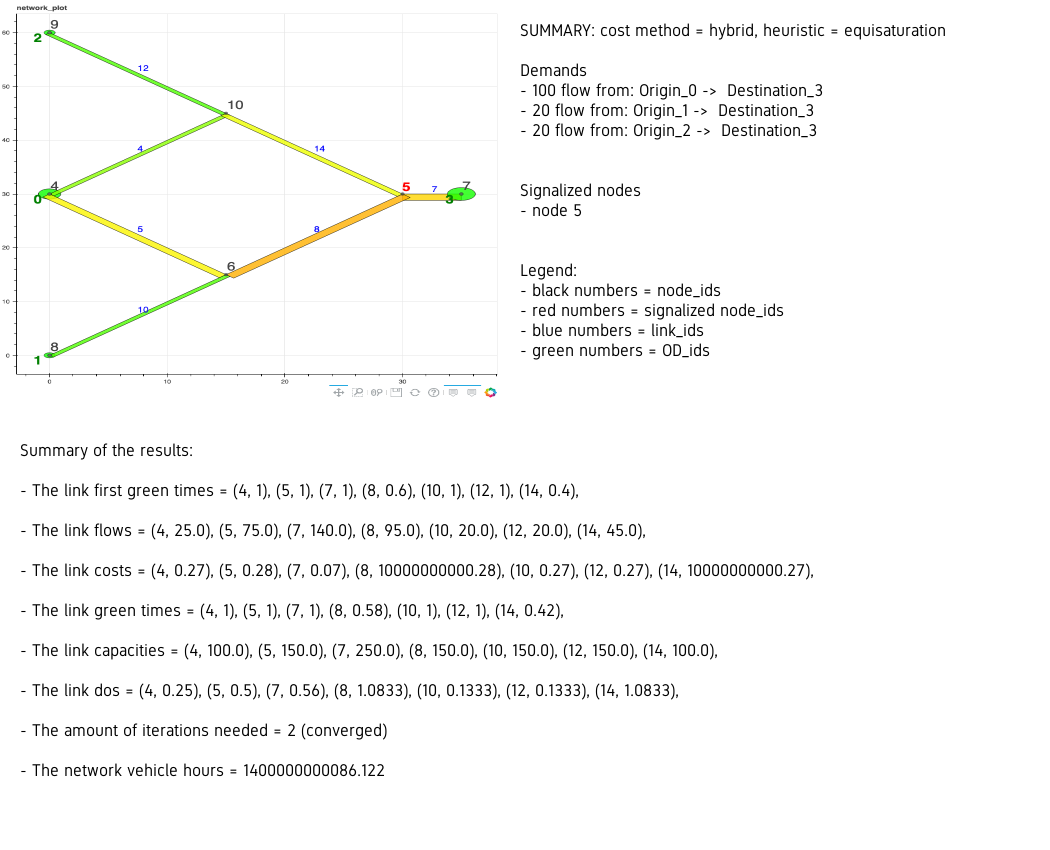 network_plot
SUMMARY: cost method = hybrid, heuristic = equisaturation
Demands
- 100 flow from: Origin_0 -> Destination_3
- 20 flow from: Origin_1 -> Destination_3
- 20 flow from: Origin_2 -> Destination_3
Signalized nodes
- node 5
Legend:
- black numbers = node_ids
- red numbers = signalized node_ids
- blue numbers = link_ids
- green numbers = OD_ids
60
50
40
30
20
10
0
0
10
20
30
9
2
12
10
4
14
4
0
5
7
7
3
5
8
6
10
8
1
Summary of the results:
- The link first green times = (4, 1), (5, 1), (7, 1), (8, 0.6), (10, 1), (12, 1), (14, 0.4),
- The link flows = (4, 25.0), (5, 75.0), (7, 140.0), (8, 95.0), (10, 20.0), (12, 20.0), (14, 45.0),
- The link costs = (4, 0.27), (5, 0.28), (7, 0.07), (8, 10000000000.28), (10, 0.27), (12, 0.27), (14, 10000000000.27),
- The link green times = (4, 1), (5, 1), (7, 1), (8, 0.58), (10, 1), (12, 1), (14, 0.42),
- The link capacities = (4, 100.0), (5, 150.0), (7, 250.0), (8, 150.0), (10, 150.0), (12, 150.0), (14, 100.0),
- The link dos = (4, 0.25), (5, 0.5), (7, 0.56), (8, 1.0833), (10, 0.1333), (12, 0.1333), (14, 1.0833),
- The amount of iterations needed = 2 (converged)
- The network vehicle hours = 1400000000086.122